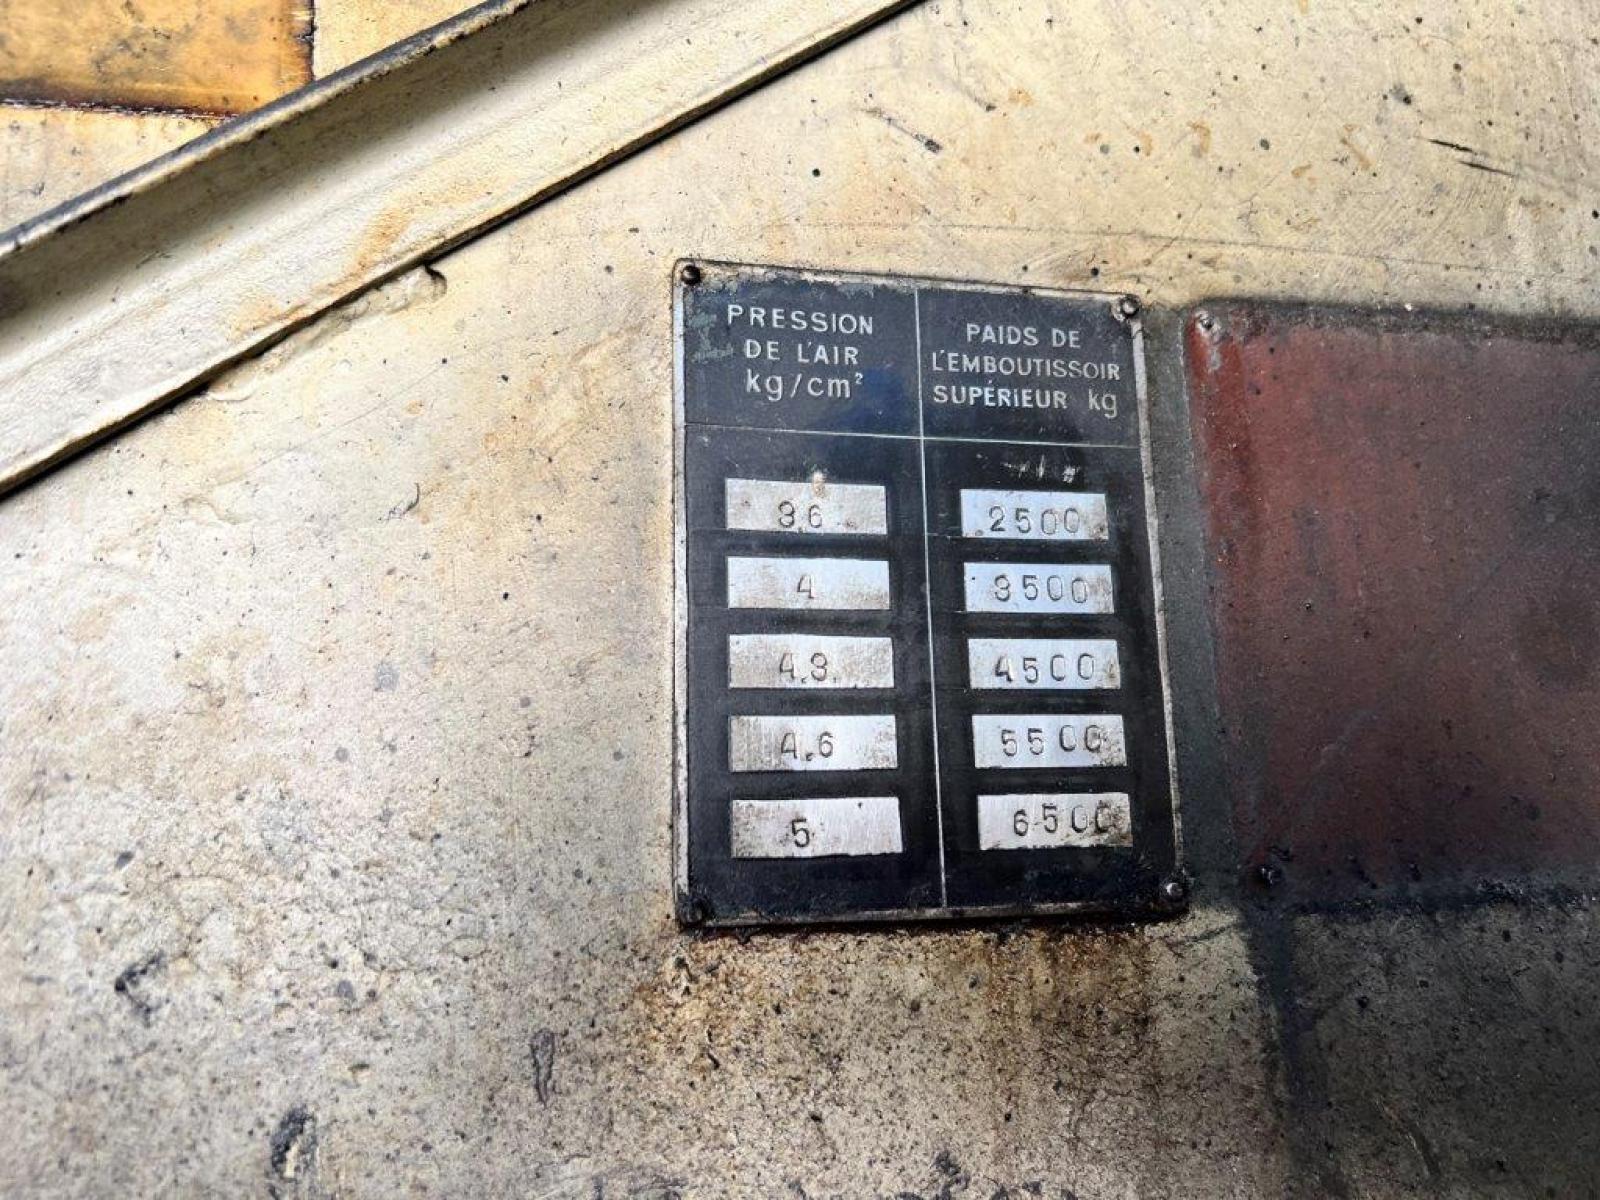 PRESSION
DE L'AIR
kg/cm²
PAIDS DE
L'EMBOUTISSOIR
SUPÉRIEUR kg
3.6 2500
4 3500
4.3 4500
4.6 5500
5 6500